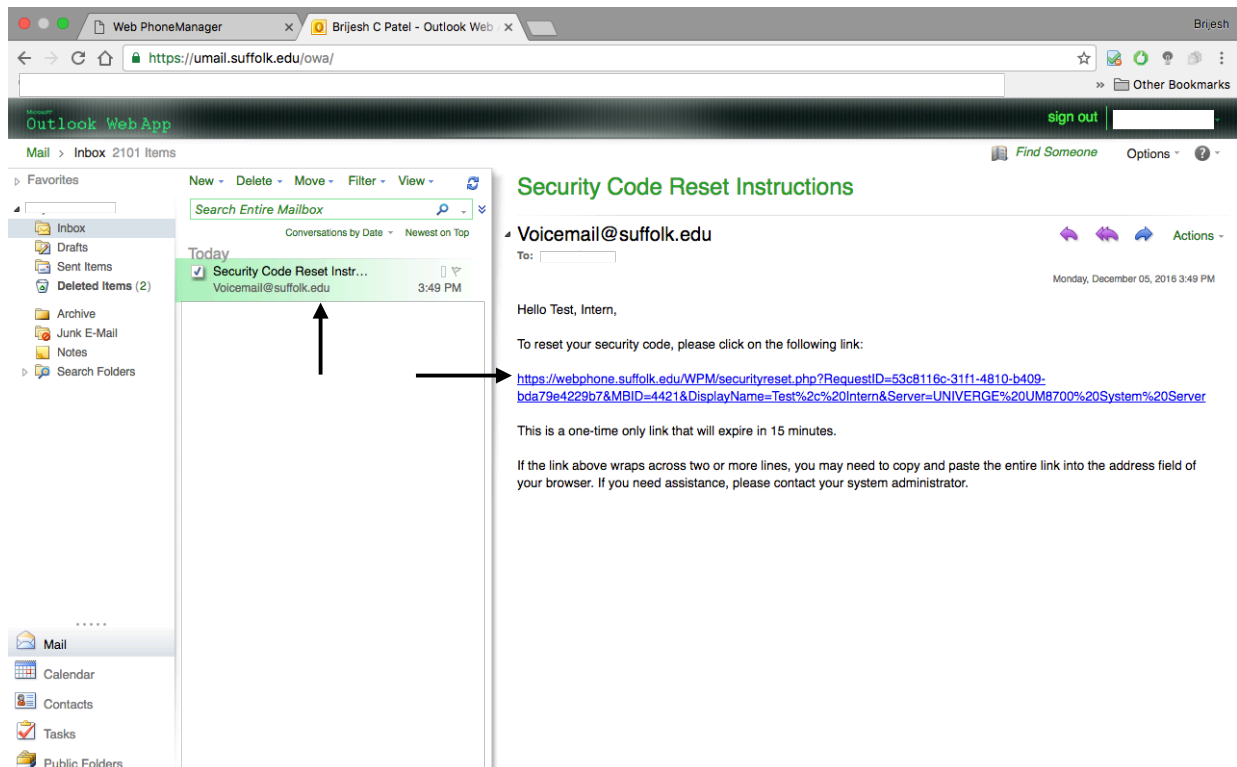 Web PhoneManager
Brijesh C Patel - Outlook Web A
Brijesh
https://umail.suffolk.edu/owa/
» Other Bookmarks
Microsoft
Outlook Web App
sign out
Mail > Inbox 2101 Items
Find Someone
Options
Favorites
Inbox
Drafts
Sent Items
Deleted Items (2)
Archive
Junk E-Mail
Notes
Search Folders
Mail
Calendar
Contacts
Tasks
Public Folders
New Delete Move Filter View
Search Entire Mailbox
Conversations by Date Newest on Top
Today
Security Code Reset Instr...
Voicemail@suffolk.edu 3:49 PM
Security Code Reset Instructions
Voicemail@suffolk.edu
Actions
To:
Monday, December 05, 2016 3:49 PM
Hello Test, Intern,
To reset your security code, please click on the following link:
https://webphone.suffolk.edu/WPM/securityreset.php?RequestID=53c8116c-31f1-4810-b409-
bda79e4229b7&MBID=4421&DisplayName=Test%2c%20Intern&Server=UNIVERGE%20UM8700%20System%20Server
This is a one-time only link that will expire in 15 minutes.
If the link above wraps across two or more lines, you may need to copy and paste the entire link into the address field of
your browser. If you need assistance, please contact your system administrator.